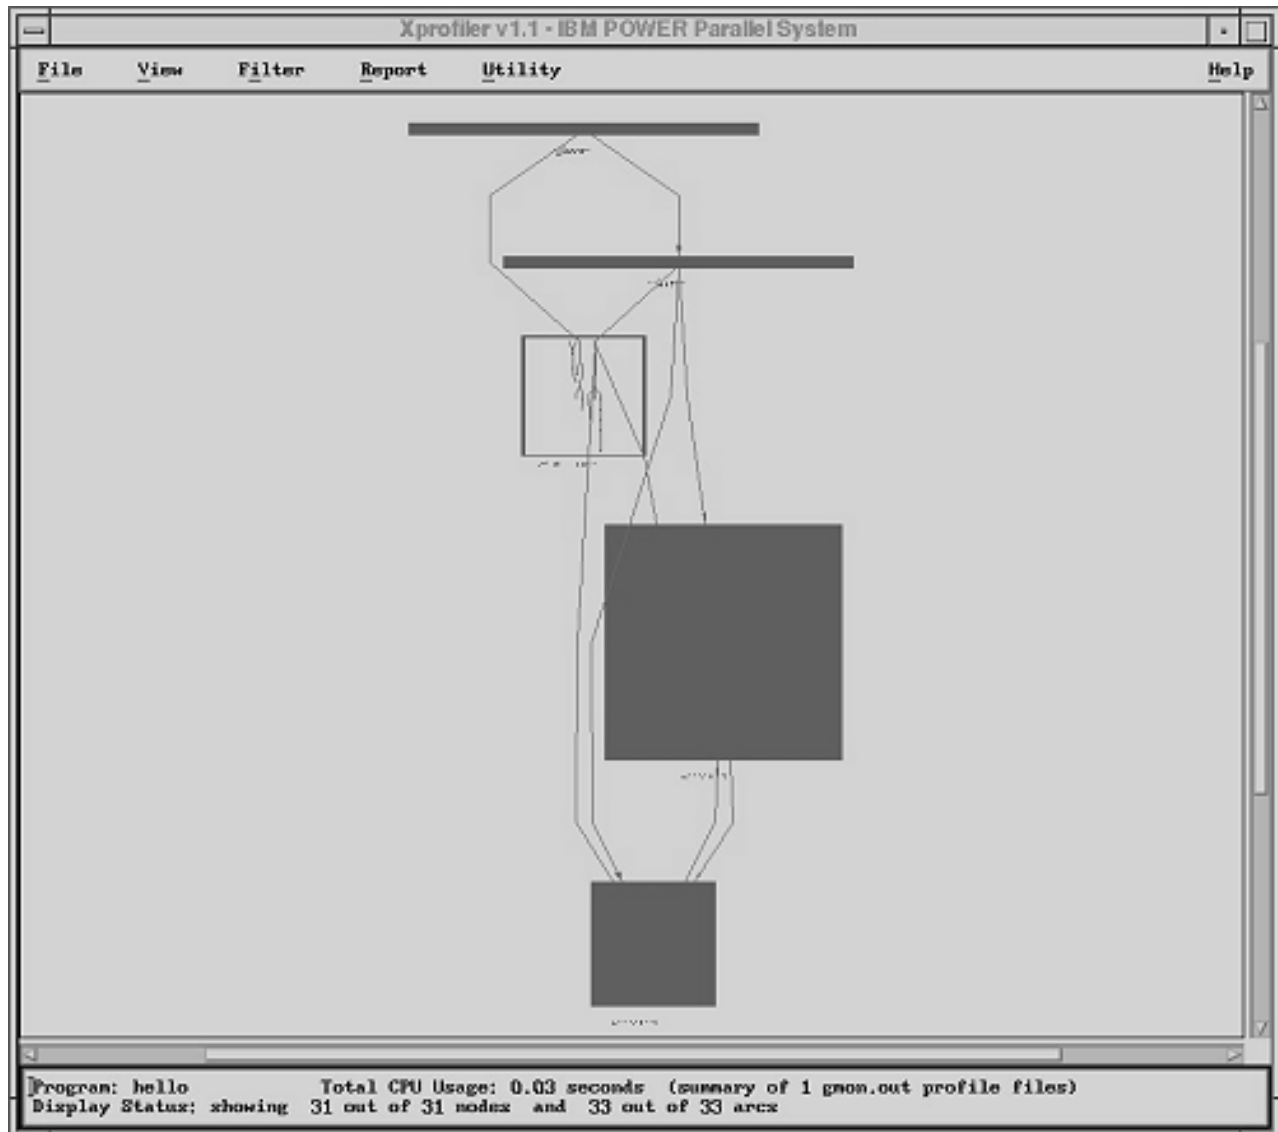 Xprofiler v1.1 - IBM POWER Parallel System
File View Filter Report Utility Help
Program: hello Total CPU Usage: 0.03 seconds (summary of 1 gmon.out profile files)
Display Status: showing 31 out of 31 nodes and 33 out of 33 arcs